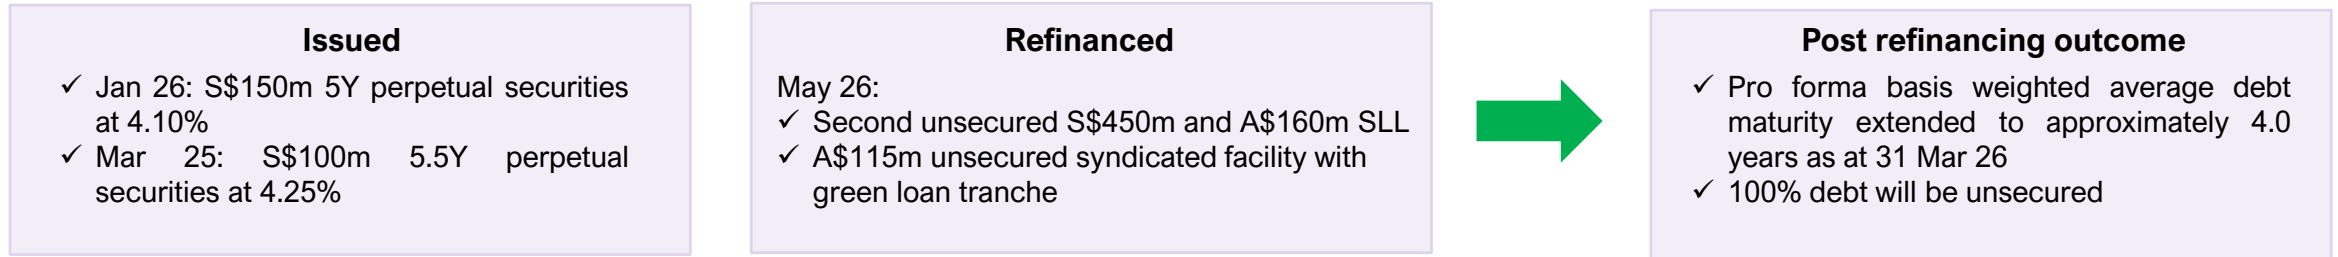 Issued
✓ Jan 26: S$150m 5Y perpetual securities
at 4.10%
✓ Mar 25: S$100m 5.5Y perpetual
securities at 4.25%
Refinanced
May 26:
✓ Second unsecured S$450m and A$160m SLL
✓ A$115m unsecured syndicated facility with
green loan tranche
Post refinancing outcome
✓ Pro forma basis weighted average debt
maturity extended to approximately 4.0
years as at 31 Mar 26
✓ 100% debt will be unsecured